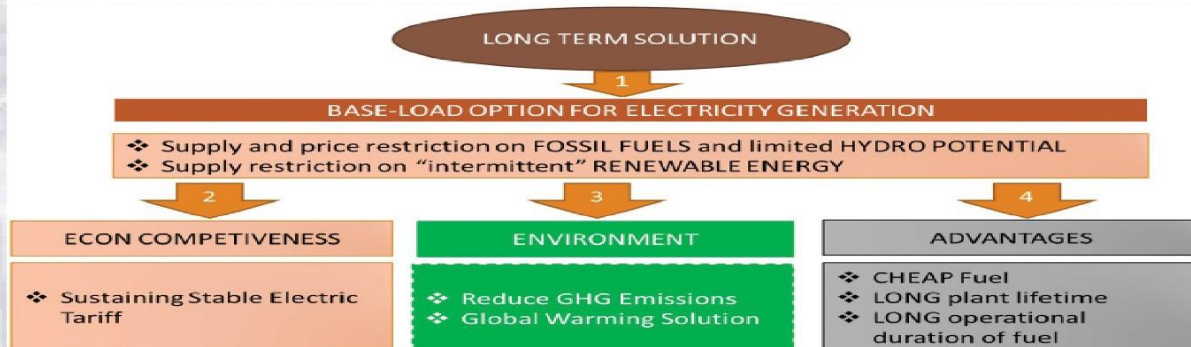 LONG TERM SOLUTION
1
BASE-LOAD OPTION FOR ELECTRICITY GENERATION
❖ Supply and price restriction on FOSSIL FUELS and limited HYDRO POTENTIAL
❖ Supply restriction on “intermittent” RENEWABLE ENERGY
2
3
4
ECON COMPETIVENESS
❖ Sustaining Stable Electric
Tariff
ENVIRONMENT
❖ Reduce GHG Emissions
❖ Global Warming Solution
ADVANTAGES
❖ CHEAP Fuel
❖ LONG plant lifetime
❖ LONG operational
duration of fuel